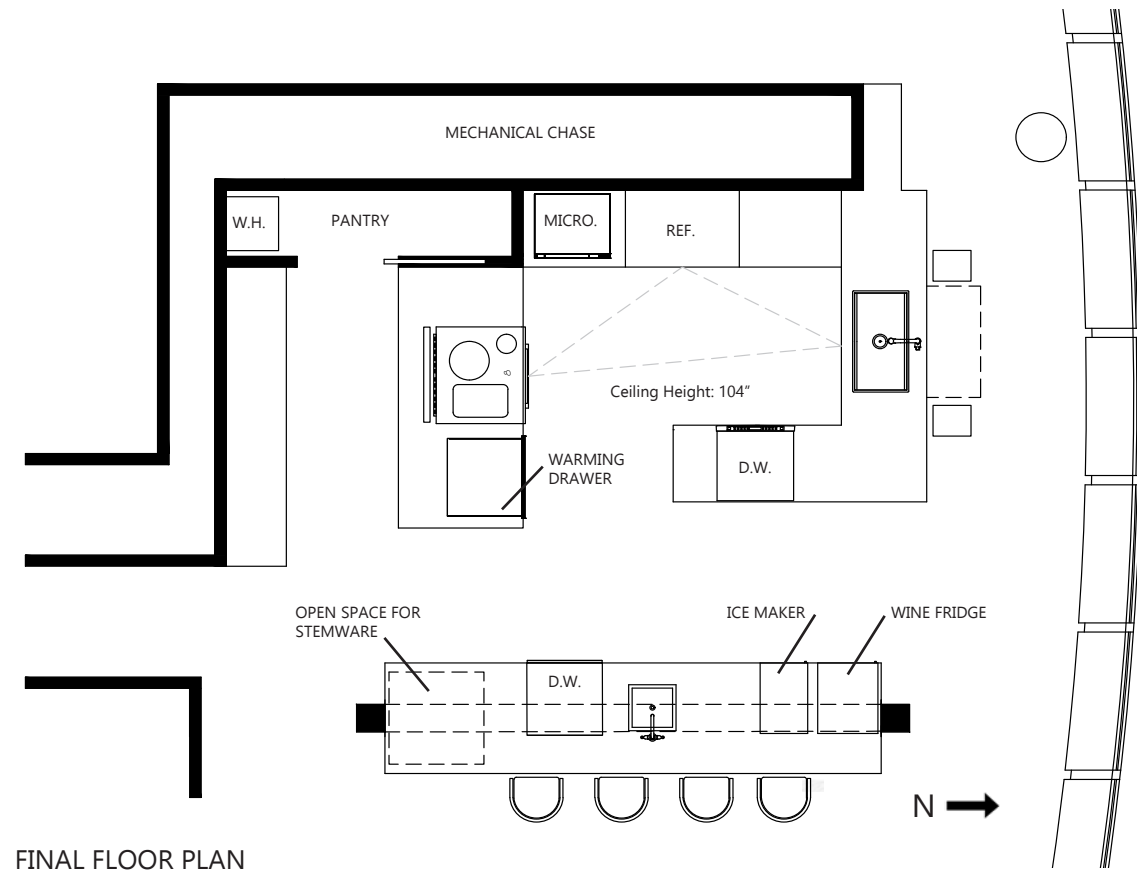 MECHANICAL CHASE
W.H.
PANTRY
MICRO.
REF.
Ceiling Height: 104"
WARMING
DRAWER
D.W.
OPEN SPACE FOR
STEMWARE
ICE MAKER
WINE FRIDGE
D.W.
N
FINAL FLOOR PLAN